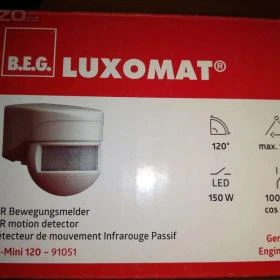 B.E.G. LUXOMAT®
120°
max.
LED
150 W
100
cos
R Bewegungsmelder
R motion detector
étecteur de mouvement Infrarouge Passif
-Mini 120 – 91051
Ger
Engin